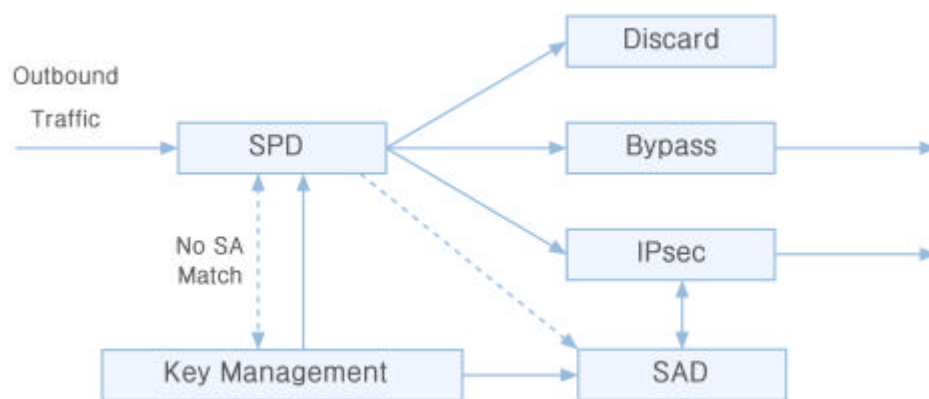 Discard
Outbound
Traffic
SPD
Bypass
No SA
Match
IPsec
Key Management
SAD